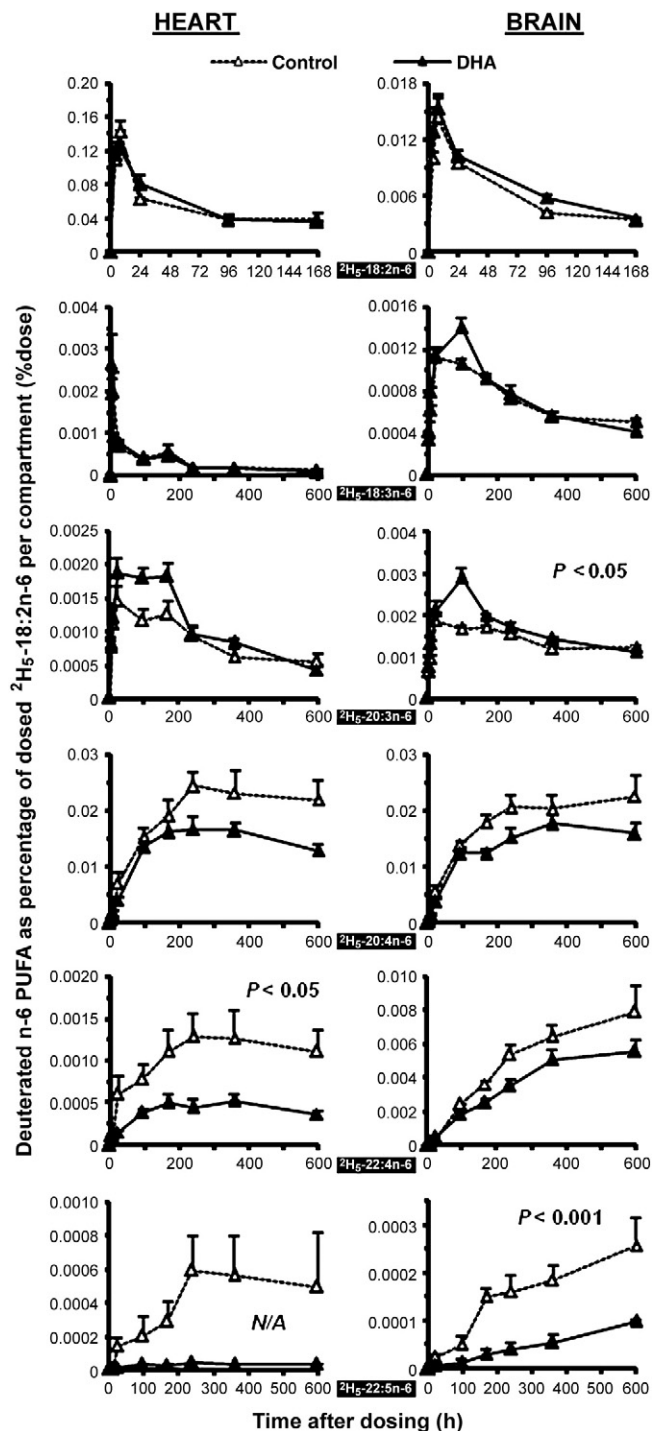 HEART BRAIN
Control DHA
Deuterated n-6 PUFA as percentage of dosed ²H₅-18:2n-6 per compartment (%dose)
0.20
0.16
0.12
0.08
0.04
0
0 24 48 72 96 120 144 168
0.018
0.012
0.006
0
0 24 48 72 96 120 144 168
²H₅-18:2n-6
0.004
0.003
0.002
0.001
0
0 200 400 600
0.0016
0.0012
0.0008
0.0004
0
0 200 400 600
²H₅-18:3n-6
0.0025
0.0020
0.0015
0.0010
0.0005
0
0 200 400 600
0.004
0.003
0.002
0.001
0
P < 0.05
0 200 400 600
²H₅-20:3n-6
0.03
0.02
0.01
0
0 200 400 600
0.03
0.02
0.01
0
0 200 400 600
²H₅-20:4n-6
0.0020
0.0015
0.0010
0.0005
0
P < 0.05
0 200 400 600
0.010
0.008
0.006
0.004
0.002
0
0 200 400 600
²H₅-22:4n-6
0.0010
0.0008
0.0006
0.0004
0.0002
0
N/A
0 100 200 300 400 500 600
0.0003
0.0002
0.0001
0
P < 0.001
0 100 200 300 400 500 600
²H₅-22:5n-6
Time after dosing (h)